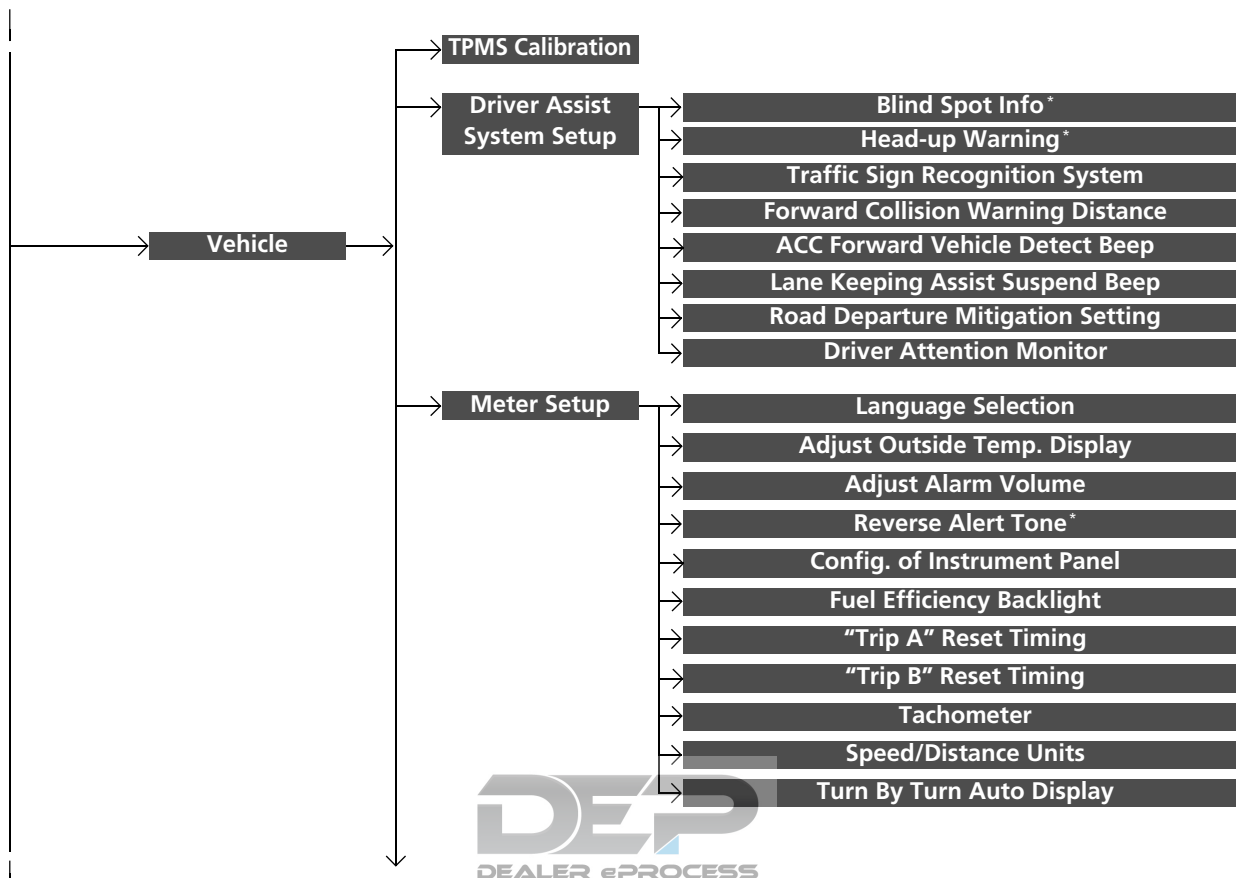 TPMS Calibration
Driver Assist
System Setup
Blind Spot Info*
Head-up Warning*
Traffic Sign Recognition System
Forward Collision Warning Distance
Vehicle
ACC Forward Vehicle Detect Beep
Lane Keeping Assist Suspend Beep
Road Departure Mitigation Setting
Driver Attention Monitor
Meter Setup
Language Selection
Adjust Outside Temp. Display
Adjust Alarm Volume
Reverse Alert Tone*
Config. of Instrument Panel
Fuel Efficiency Backlight
“Trip A” Reset Timing
“Trip B” Reset Timing
Tachometer
Speed/Distance Units
Turn By Turn Auto Display
DEP
DEALER ePROCESS